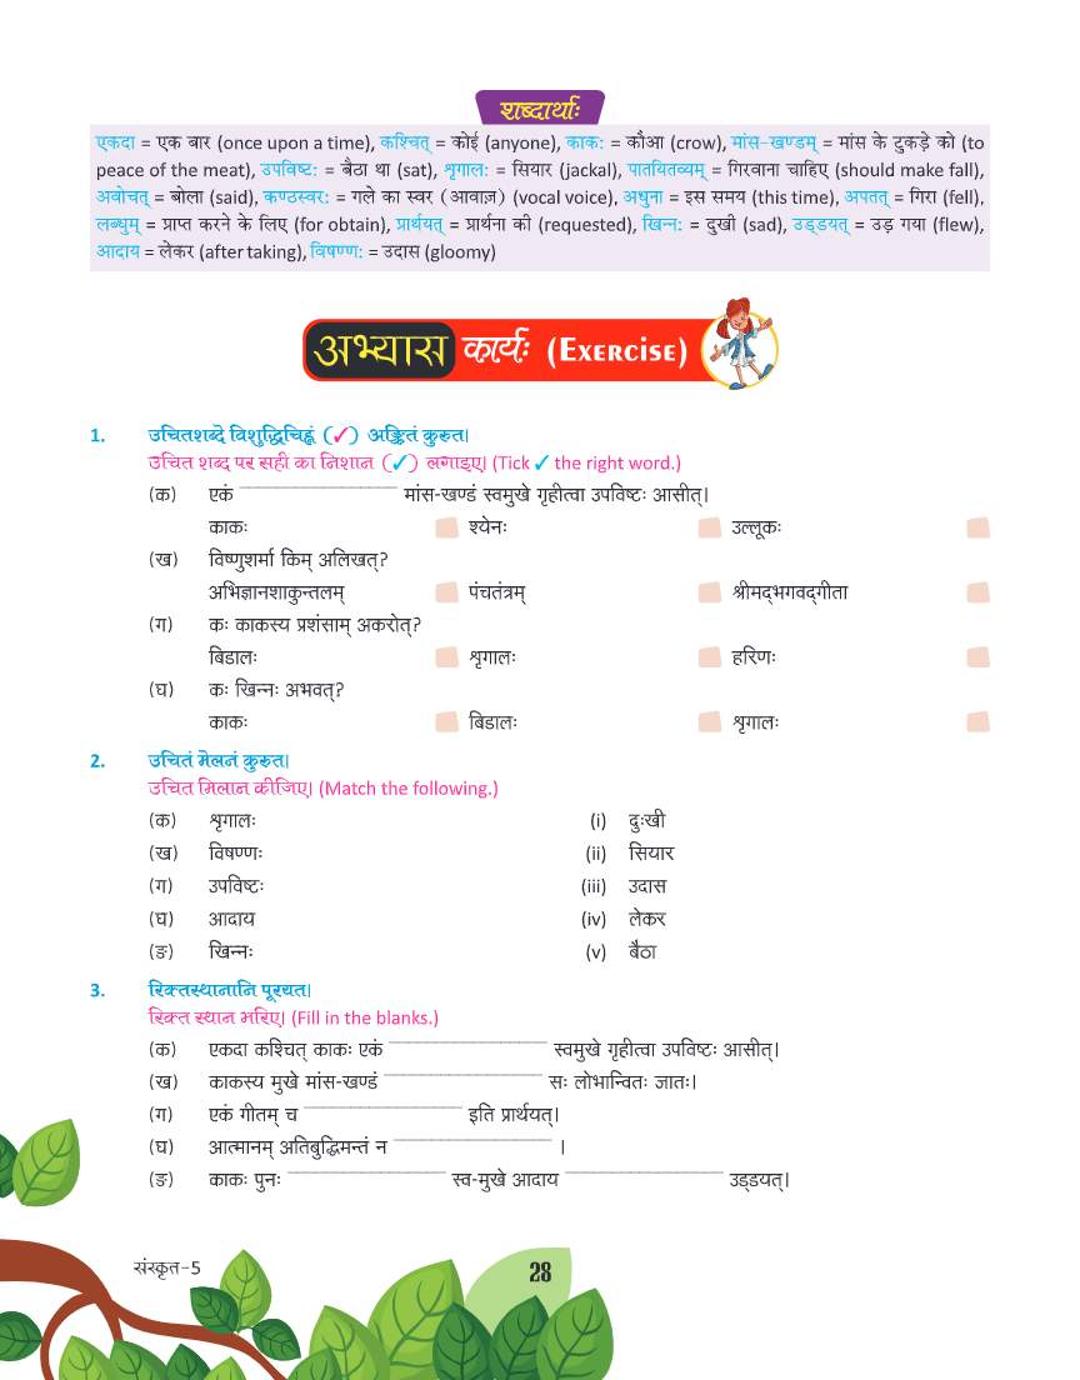 शब्दार्थाः
एकदा = एक बार (once upon a time), कश्चित् = कोई (anyone), काक: = कौआ (crow), मांस-खण्डम् = मांस के टुकड़े को (to
peace of the meat), उपविष्ट: = बैठा था (sat), शृगाल: = सियार (jackal), पातयितव्यम् = गिरवाना चाहिए (should make fall),
अवोचत् = बोला (said), कण्ठस्वर: = गले का स्वर (आवाज़) (vocal voice), अधुना = इस समय (this time), अपतत् = गिरा (fell),
लब्धुम् = प्राप्त करने के लिए (for obtain), प्रार्थयत् = प्रार्थना की (requested), खिन्न: = दुखी (sad), उड्डयत् = उड़ गया (flew),
आदाय = लेकर (after taking), विषण्ण: = उदास (gloomy)
अभ्यास कार्यः (EXERCISE)
1. उचितशब्दे विशुद्धिचिह्नं (✓) अङ्कितं कुरुत।
उचित शब्द पर सही का निशान (✓) लगाइए। (Tick ✓ the right word.)
(क) एकं ____________ मांस-खण्डं स्वमुखे गृहीत्वा उपविष्टः आसीत्।
काकः श्येनः उल्लूकः
(ख) विष्णुशर्मा किम् अलिखत्?
अभिज्ञानशाकुन्तलम् पंचतंत्रम् श्रीमद्भगवद्गीता
(ग) कः काकस्य प्रशंसाम् अकरोत्?
बिडालः शृगालः हरिणः
(घ) कः खिन्नः अभवत्?
काकः बिडालः शृगालः
2. उचितं मेलनं कुरुत।
उचित मिलान कीजिए। (Match the following.)
(क) शृगालः (i) दुःखी
(ख) विषण्णः (ii) सियार
(ग) उपविष्टः (iii) उदास
(घ) आदाय (iv) लेकर
(ङ) खिन्नः (v) बैठा
3. रिक्तस्थानानि पूरयत।
रिक्त स्थान भरिए। (Fill in the blanks.)
(क) एकदा कश्चित् काकः एकं ____________ स्वमुखे गृहीत्वा उपविष्टः आसीत्।
(ख) काकस्य मुखे मांस-खण्डं ____________ सः लोभान्वितः जातः।
(ग) एकं गीतम् च ____________ इति प्रार्थयत्।
(घ) आत्मानम् अतिबुद्धिमन्तं न ____________ ।
(ङ) काकः पुनः ____________ स्व-मुखे आदाय ____________ उड्डयत्।
संस्कृत-5
28